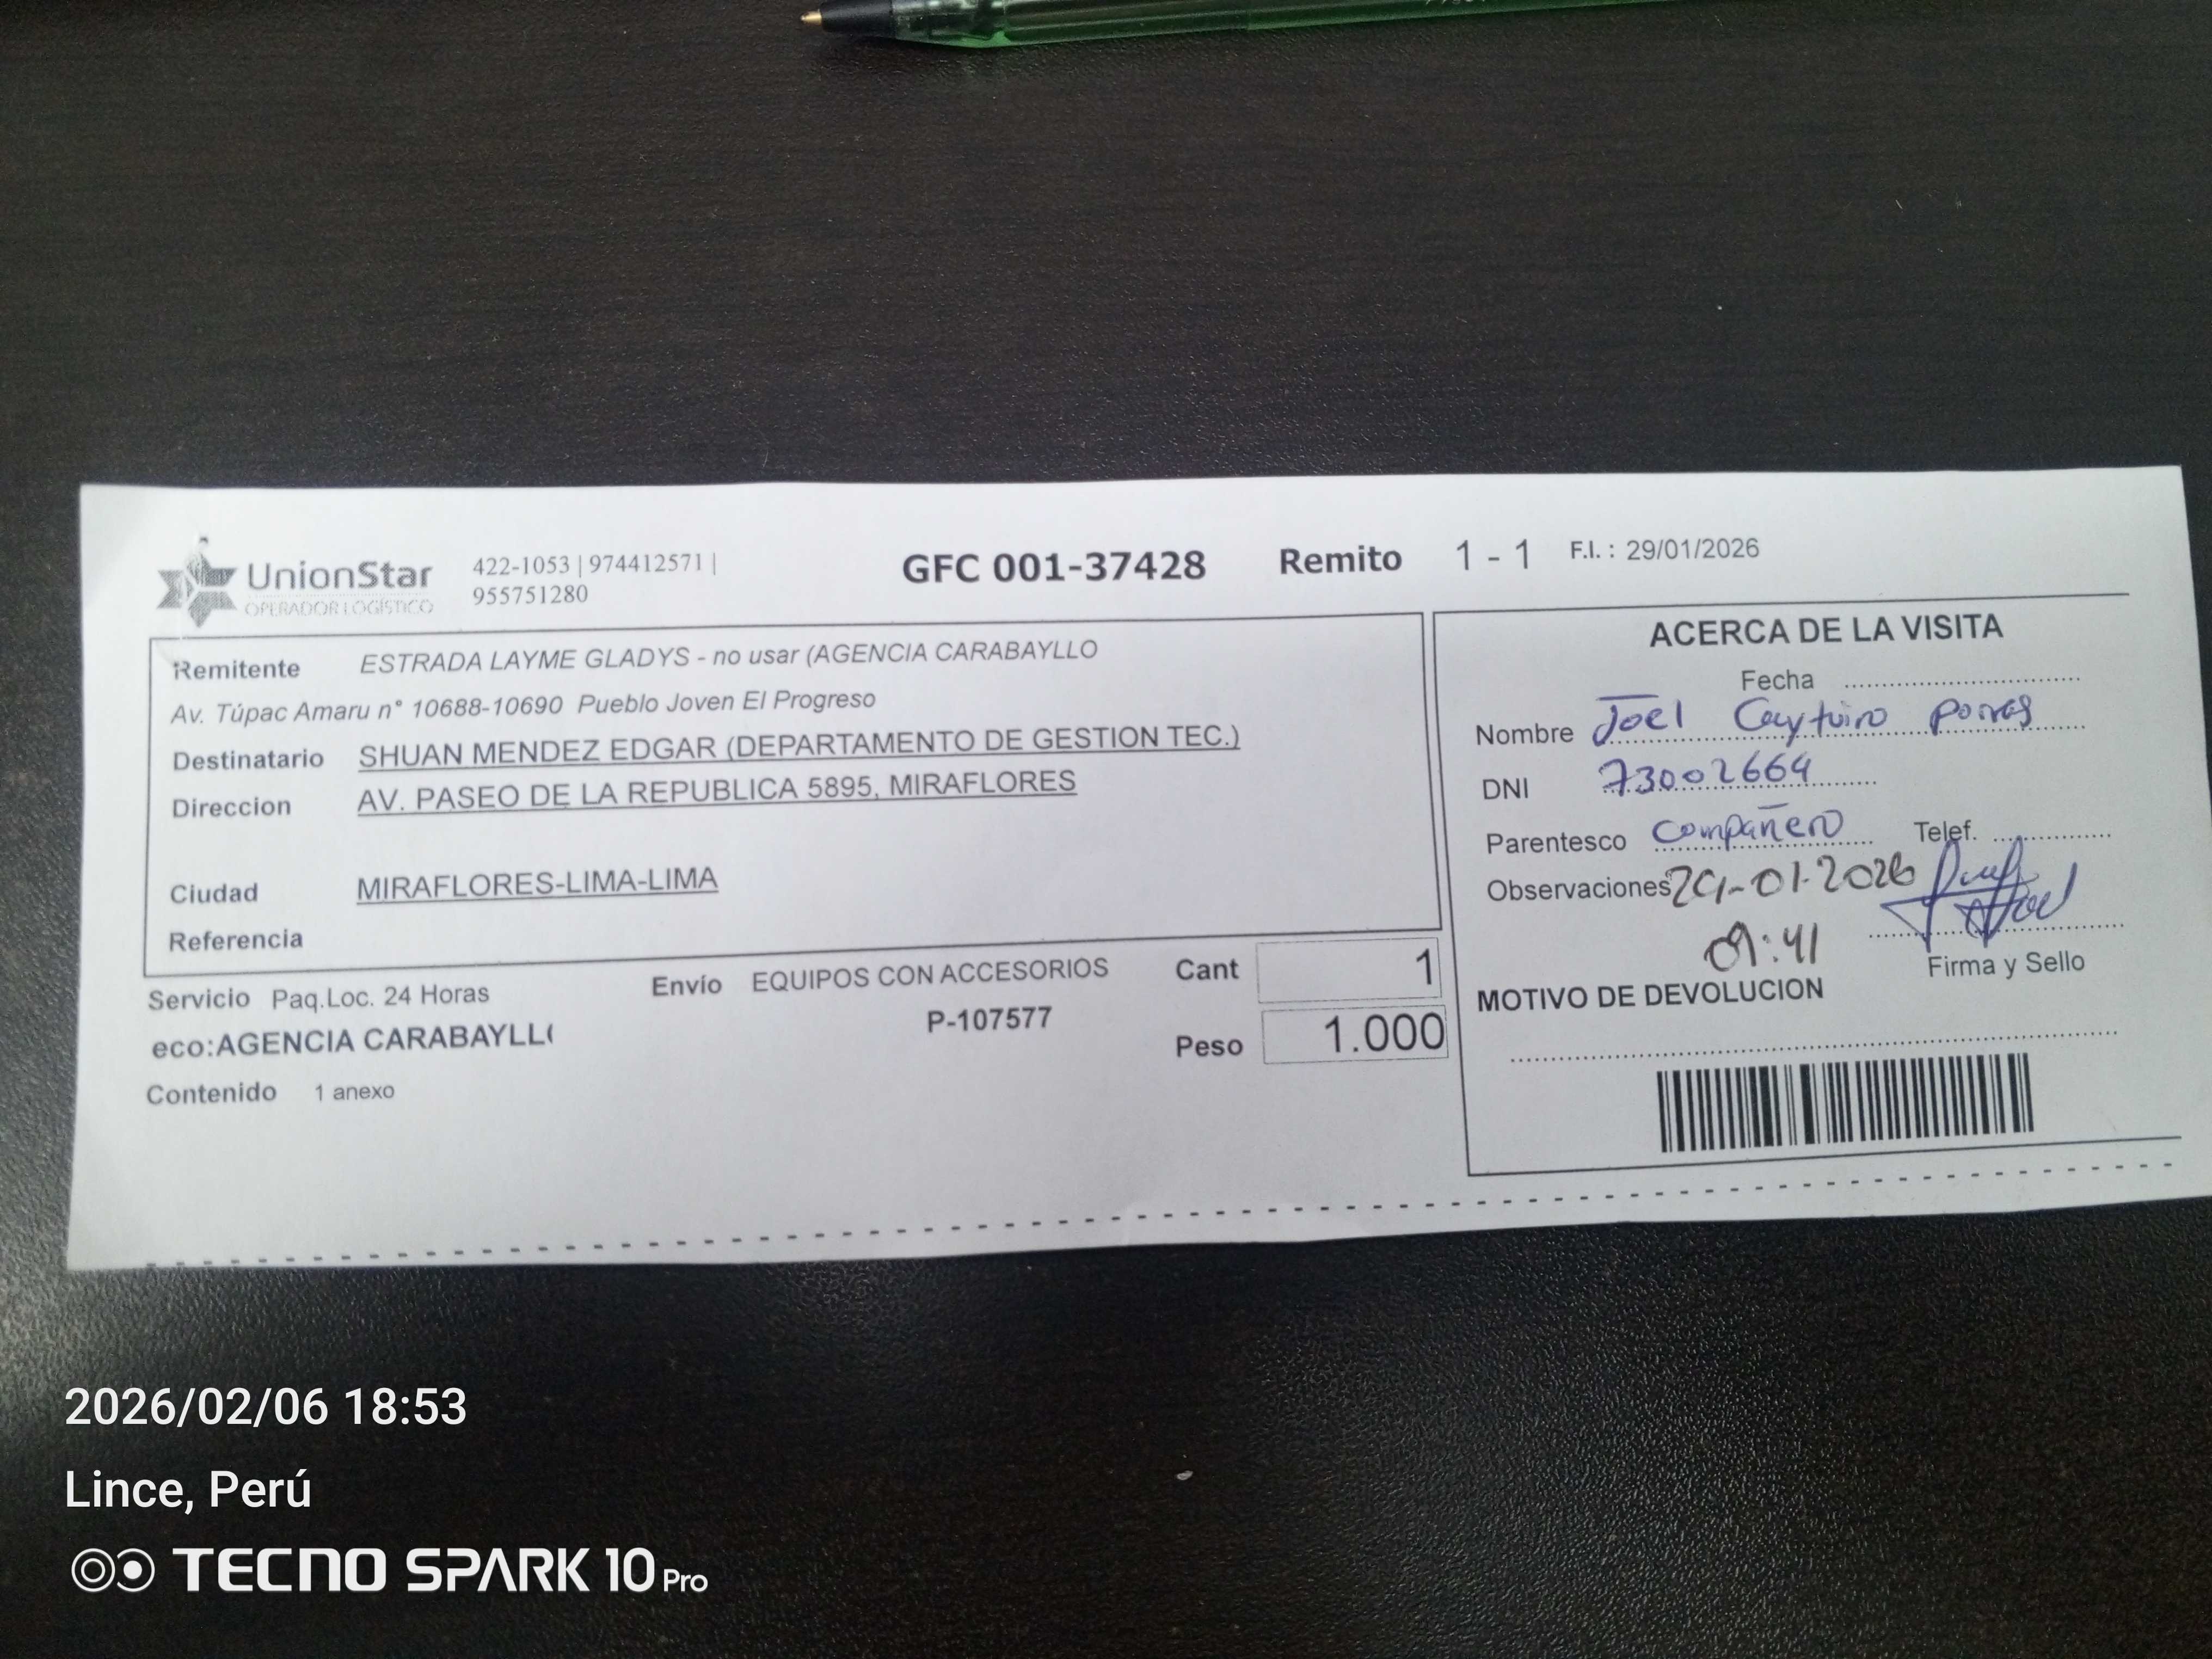 UnionStar
OPERADOR LOGÍSTICO
422-1053 | 974412571 |
955751280
GFC 001-37428 Remito 1 - 1 F.I. : 29/01/2026
Remitente ESTRADA LAYME GLADYS - no usar (AGENCIA CARABAYLLO
Av. Túpac Amaru n° 10688-10690 Pueblo Joven El Progreso
Destinatario SHUAN MENDEZ EDGAR (DEPARTAMENTO DE GESTION TEC.)
Direccion AV. PASEO DE LA REPUBLICA 5895, MIRAFLORES
Ciudad MIRAFLORES-LIMA-LIMA
Referencia
Servicio Paq.Loc. 24 Horas
Envío EQUIPOS CON ACCESORIOS
Cant 1
eco:AGENCIA CARABAYLL
P-107577
Peso 1.000
Contenido 1 anexo
ACERCA DE LA VISITA
Fecha
Nombre Joel Caytuiro porras
DNI 73002664
Parentesco Compañero Telef.
Observaciones 29-01-2026
09:41
Firma y Sello
MOTIVO DE DEVOLUCION
2026/02/06 18:53
Lince, Perú
TECNO SPARK 10 Pro